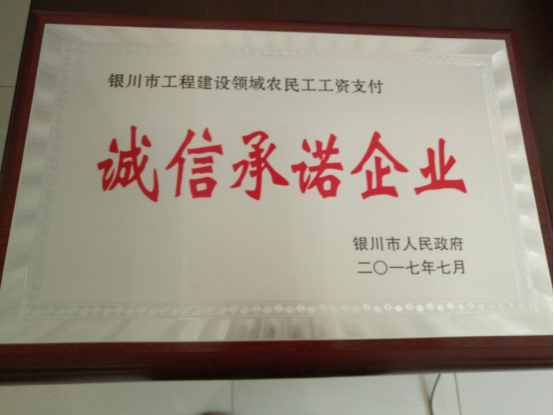 银川市工程建设领域农民工工资支付
诚信承诺企业
银川市人民政府
二〇一七年七月